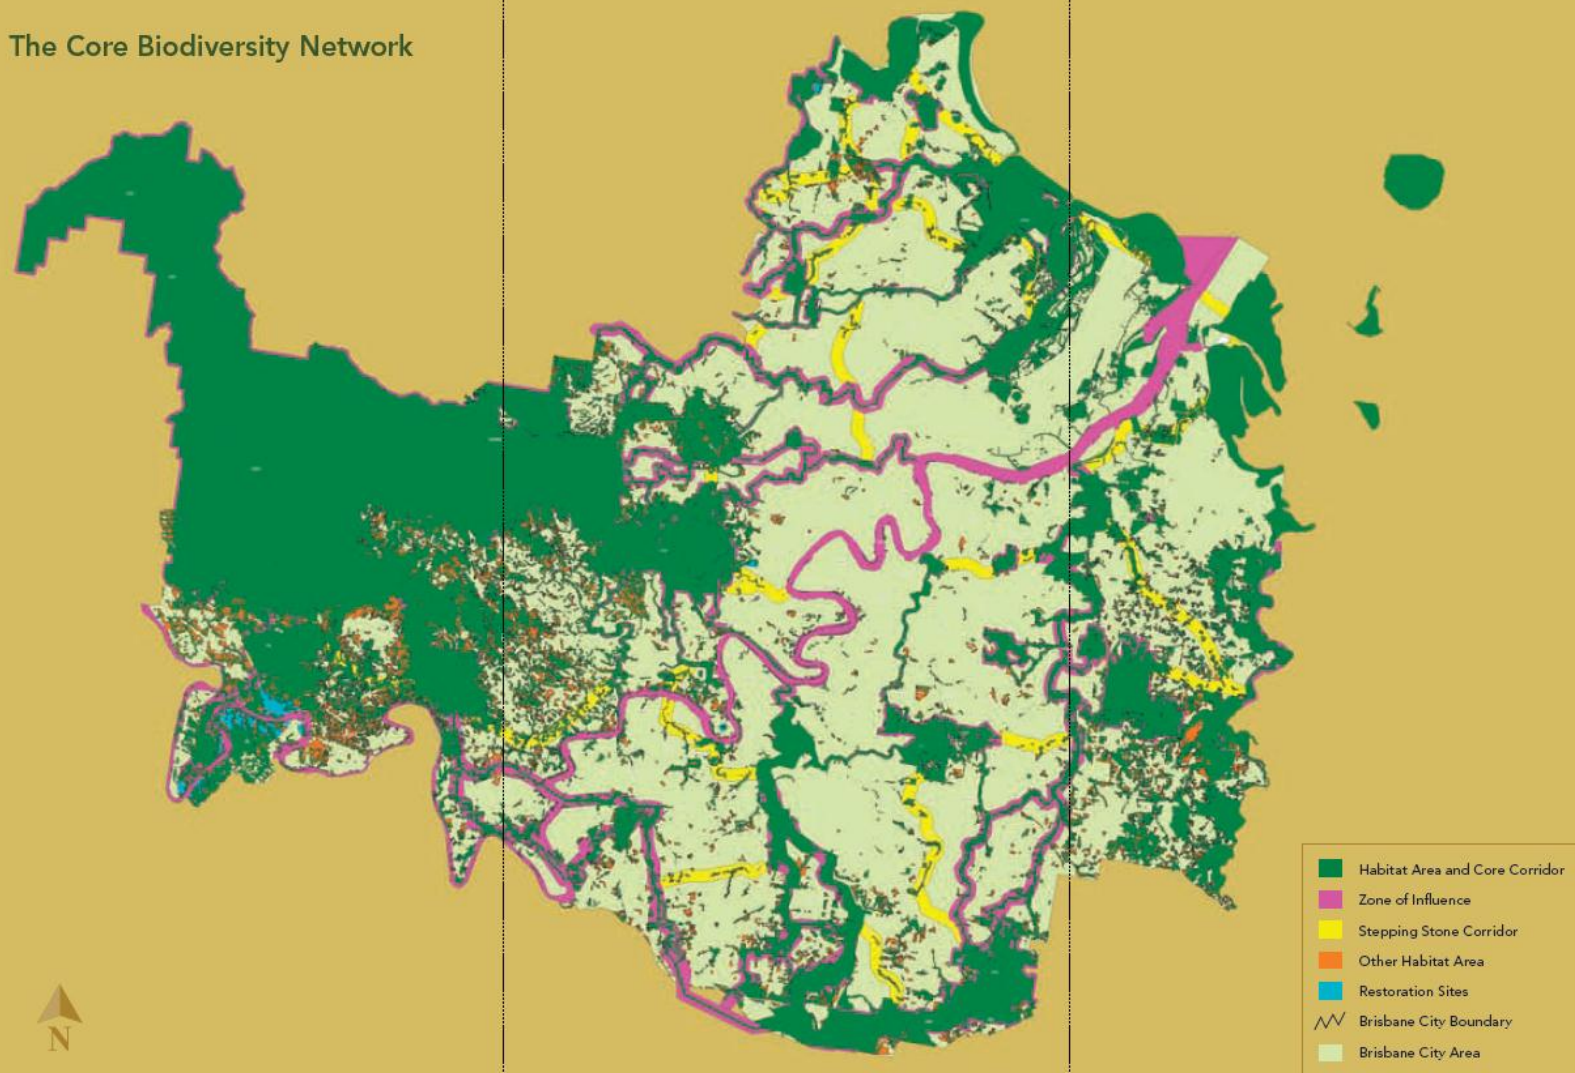 The Core Biodiversity Network
Habitat Area and Core Corridor
Zone of Influence
Stepping Stone Corridor
Other Habitat Area
Restoration Sites
Brisbane City Boundary
Brisbane City Area
N